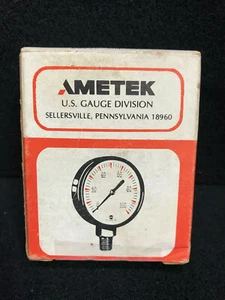 AMETEK
U.S. GAUGE DIVISION
SELLERSVILLE, PENNSYLVANIA 18960